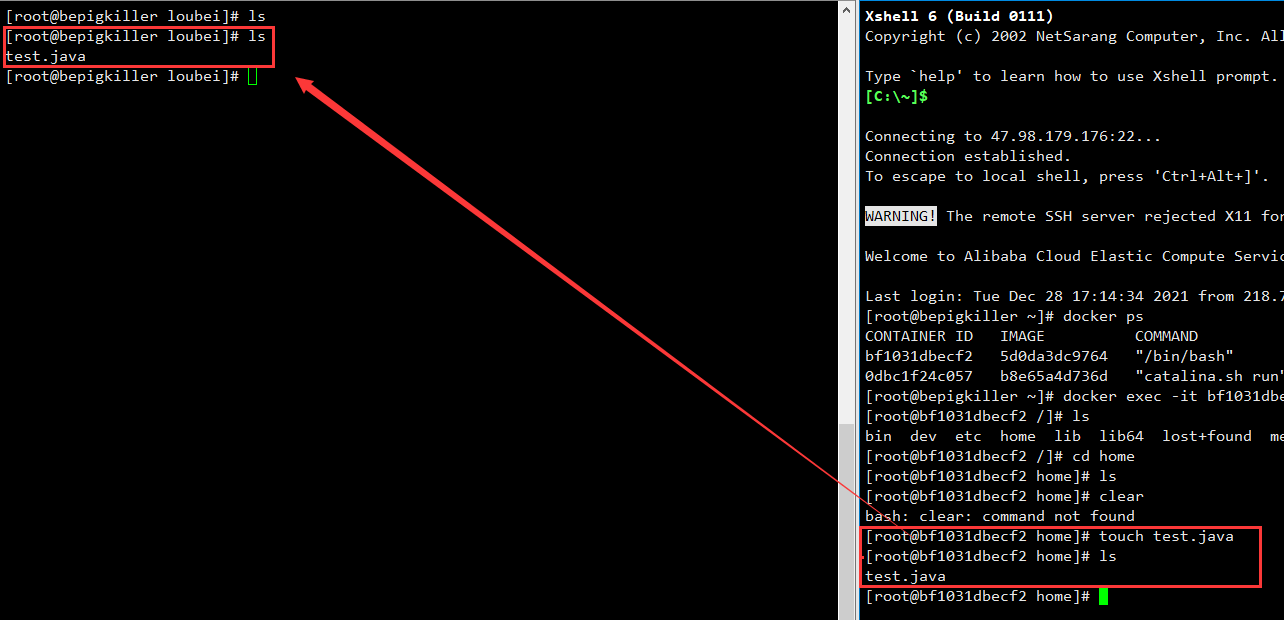 [root@bepigkiller loubei]# ls
[root@bepigkiller loubei]# ls
test.java
[root@bepigkiller loubei]#
Xshell 6 (Build 0111)
Copyright (c) 2002 NetSarang Computer, Inc. All
Type `help' to learn how to use Xshell prompt.
[C:\~]$
Connecting to 47.98.179.176:22...
Connection established.
To escape to local shell, press 'Ctrl+Alt+]'.
WARNING! The remote SSH server rejected X11 for
Welcome to Alibaba Cloud Elastic Compute Servic
Last login: Tue Dec 28 17:14:34 2021 from 218.7
[root@bepigkiller ~]# docker ps
CONTAINER ID   IMAGE          COMMAND
bf1031dbecf2   5d0da3dc9764   "/bin/bash"
0dbc1f24c057   b8e65a4d736d   "catalina.sh run"
[root@bepigkiller ~]# docker exec -it bf1031dbe
[root@bf1031dbecf2 /]# ls
bin  dev  etc  home  lib  lib64  lost+found  me
[root@bf1031dbecf2 /]# cd home
[root@bf1031dbecf2 home]# ls
[root@bf1031dbecf2 home]# clear
bash: clear: command not found
[root@bf1031dbecf2 home]# touch test.java
[root@bf1031dbecf2 home]# ls
test.java
[root@bf1031dbecf2 home]#